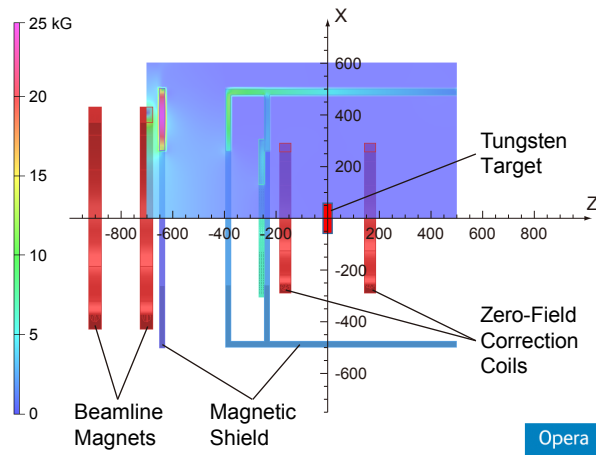 25 kG
20
15
10
5
0
X
600
400
200
-200
-400
-600
-800 -600 -400 -200 200 400 600 800
Z
Tungsten
Target
Zero-Field
Correction
Coils
Beamline
Magnets
Magnetic
Shield
Opera